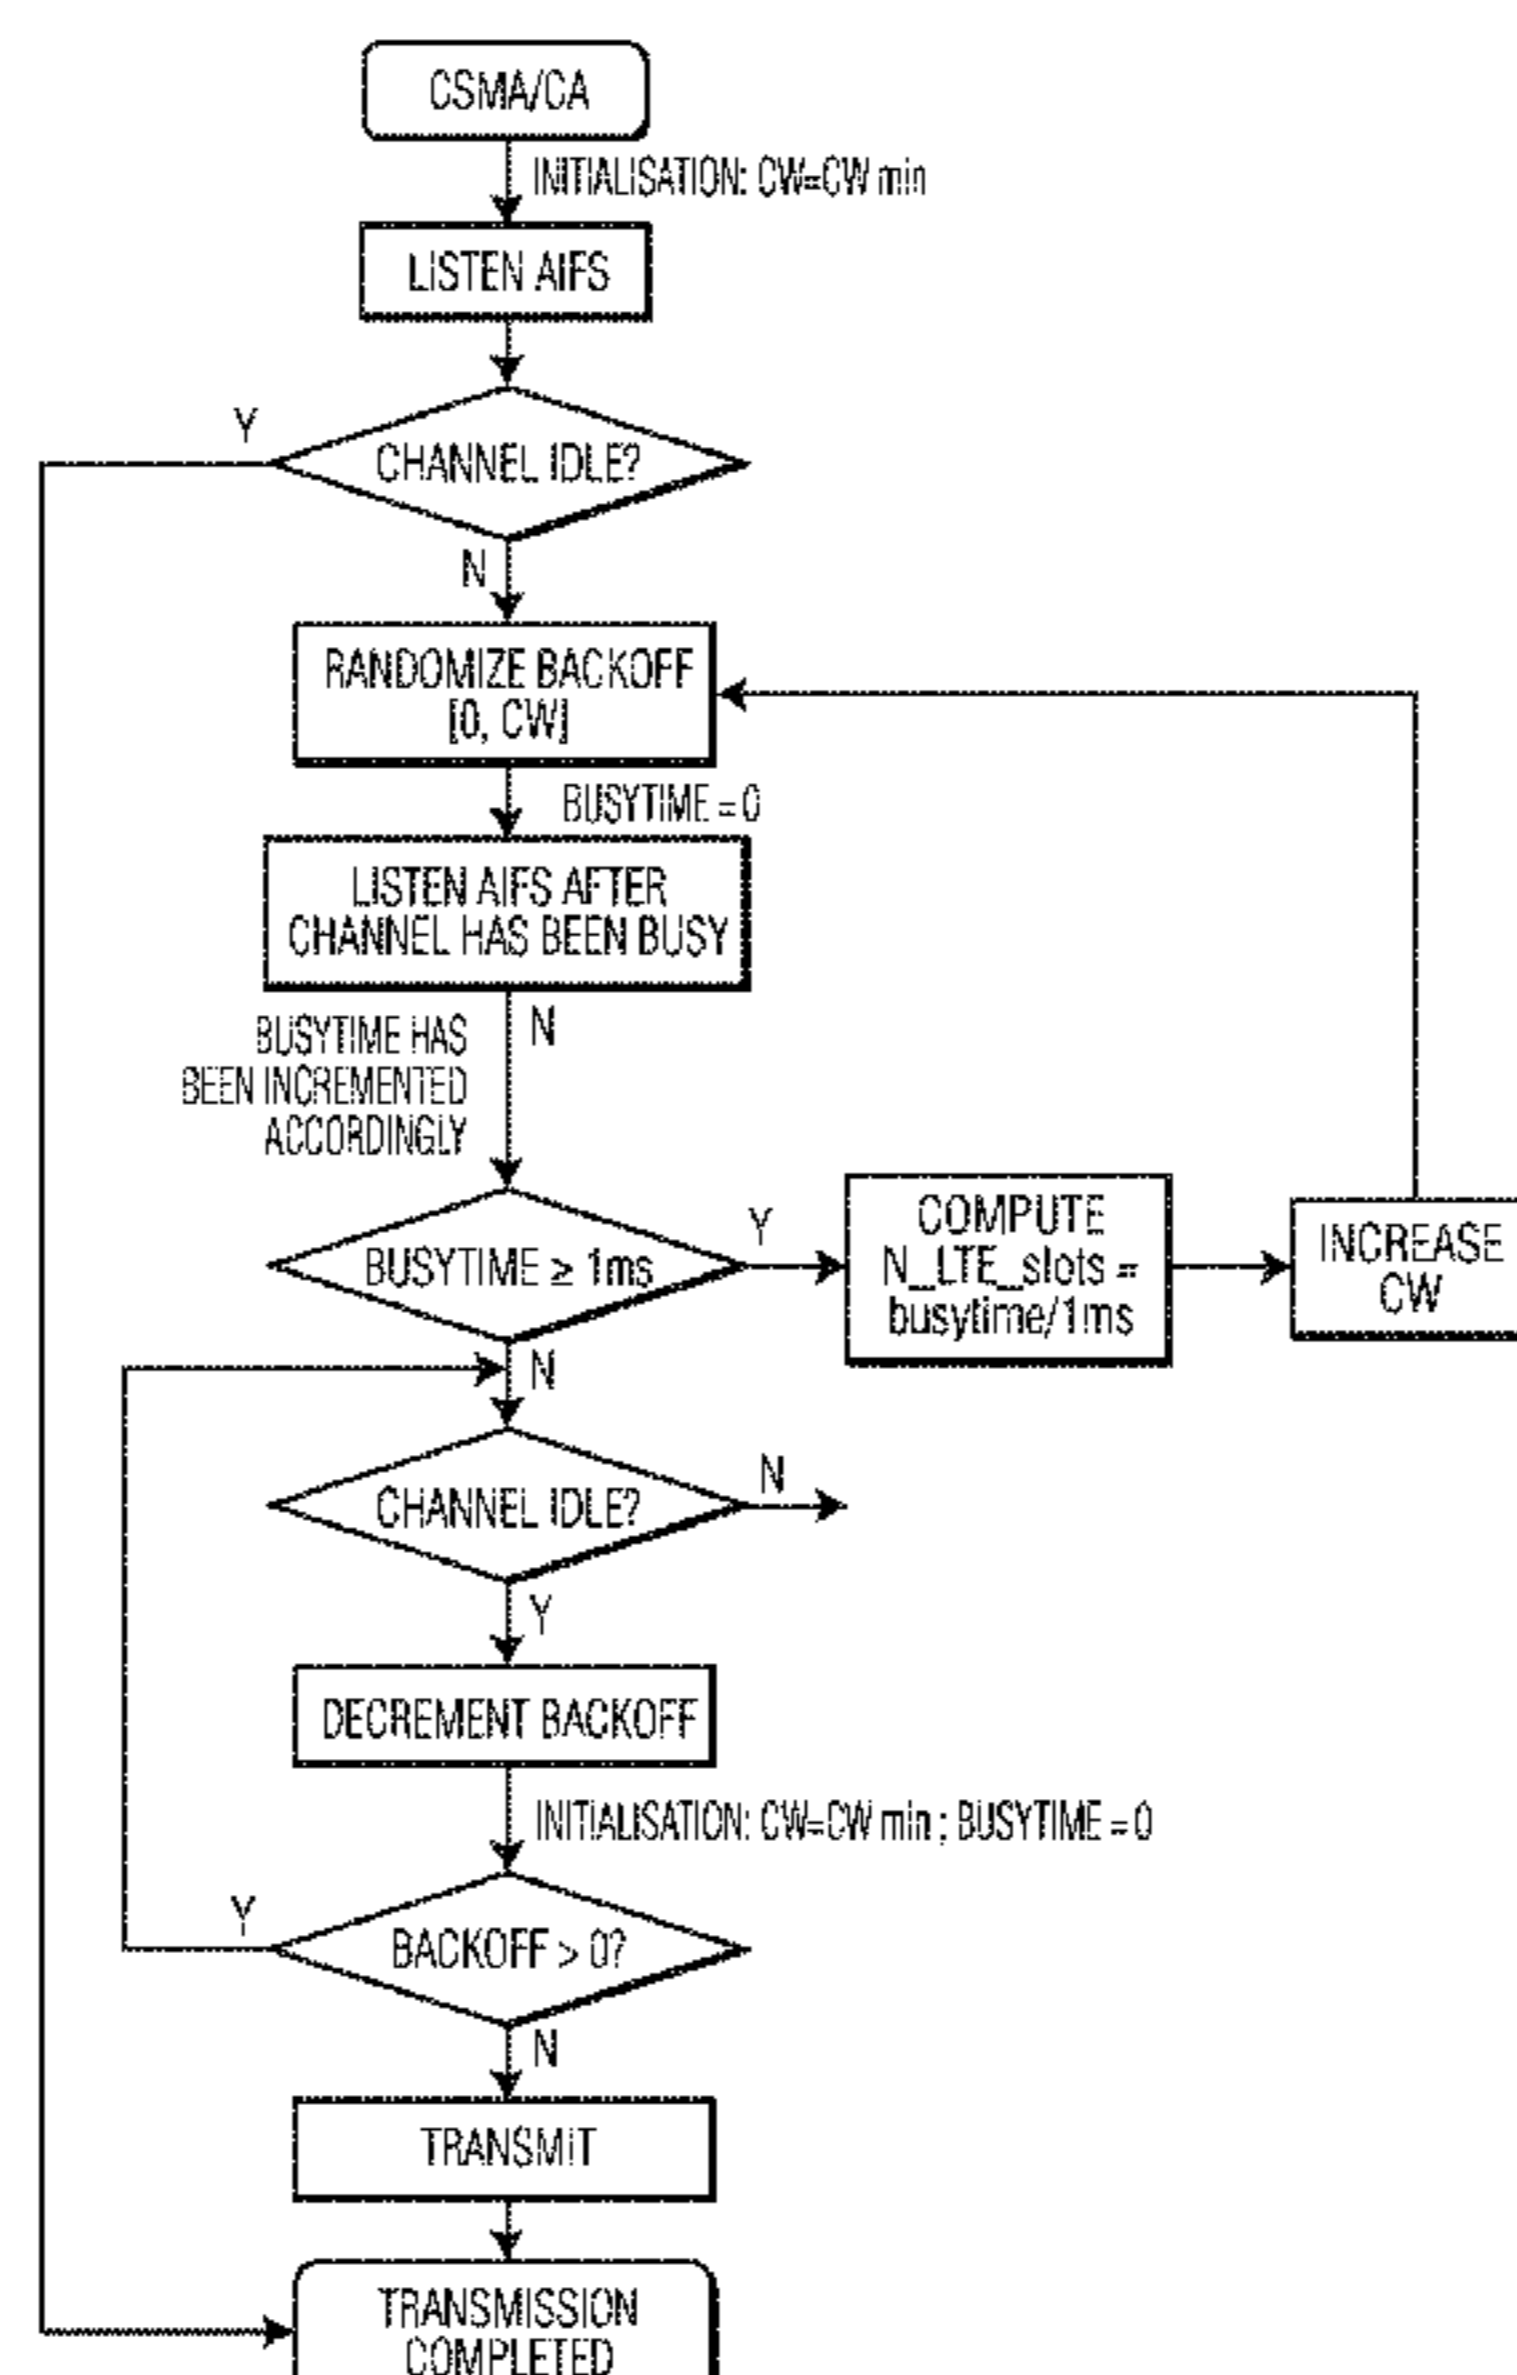 CSMA/CA
INITIALISATION: CW=CW min
LISTEN AIFS
Y
CHANNEL IDLE?
N
RANDOMIZE BACKOFF
[0, CW]
BUSYTIME = 0
LISTEN AIFS AFTER
CHANNEL HAS BEEN BUSY
N
BUSYTIME HAS
BEEN INCREMENTED
ACCORDINGLY
BUSYTIME ≥ 1ms
Y
COMPUTE
N_LTE_slots =
busytime/1ms
INCREASE
CW
N
CHANNEL IDLE?
N
Y
DECREMENT BACKOFF
INITIALISATION: CW=CW min ; BUSYTIME = 0
Y
BACKOFF > 0?
N
TRANSMIT
TRANSMISSION
COMPLETED